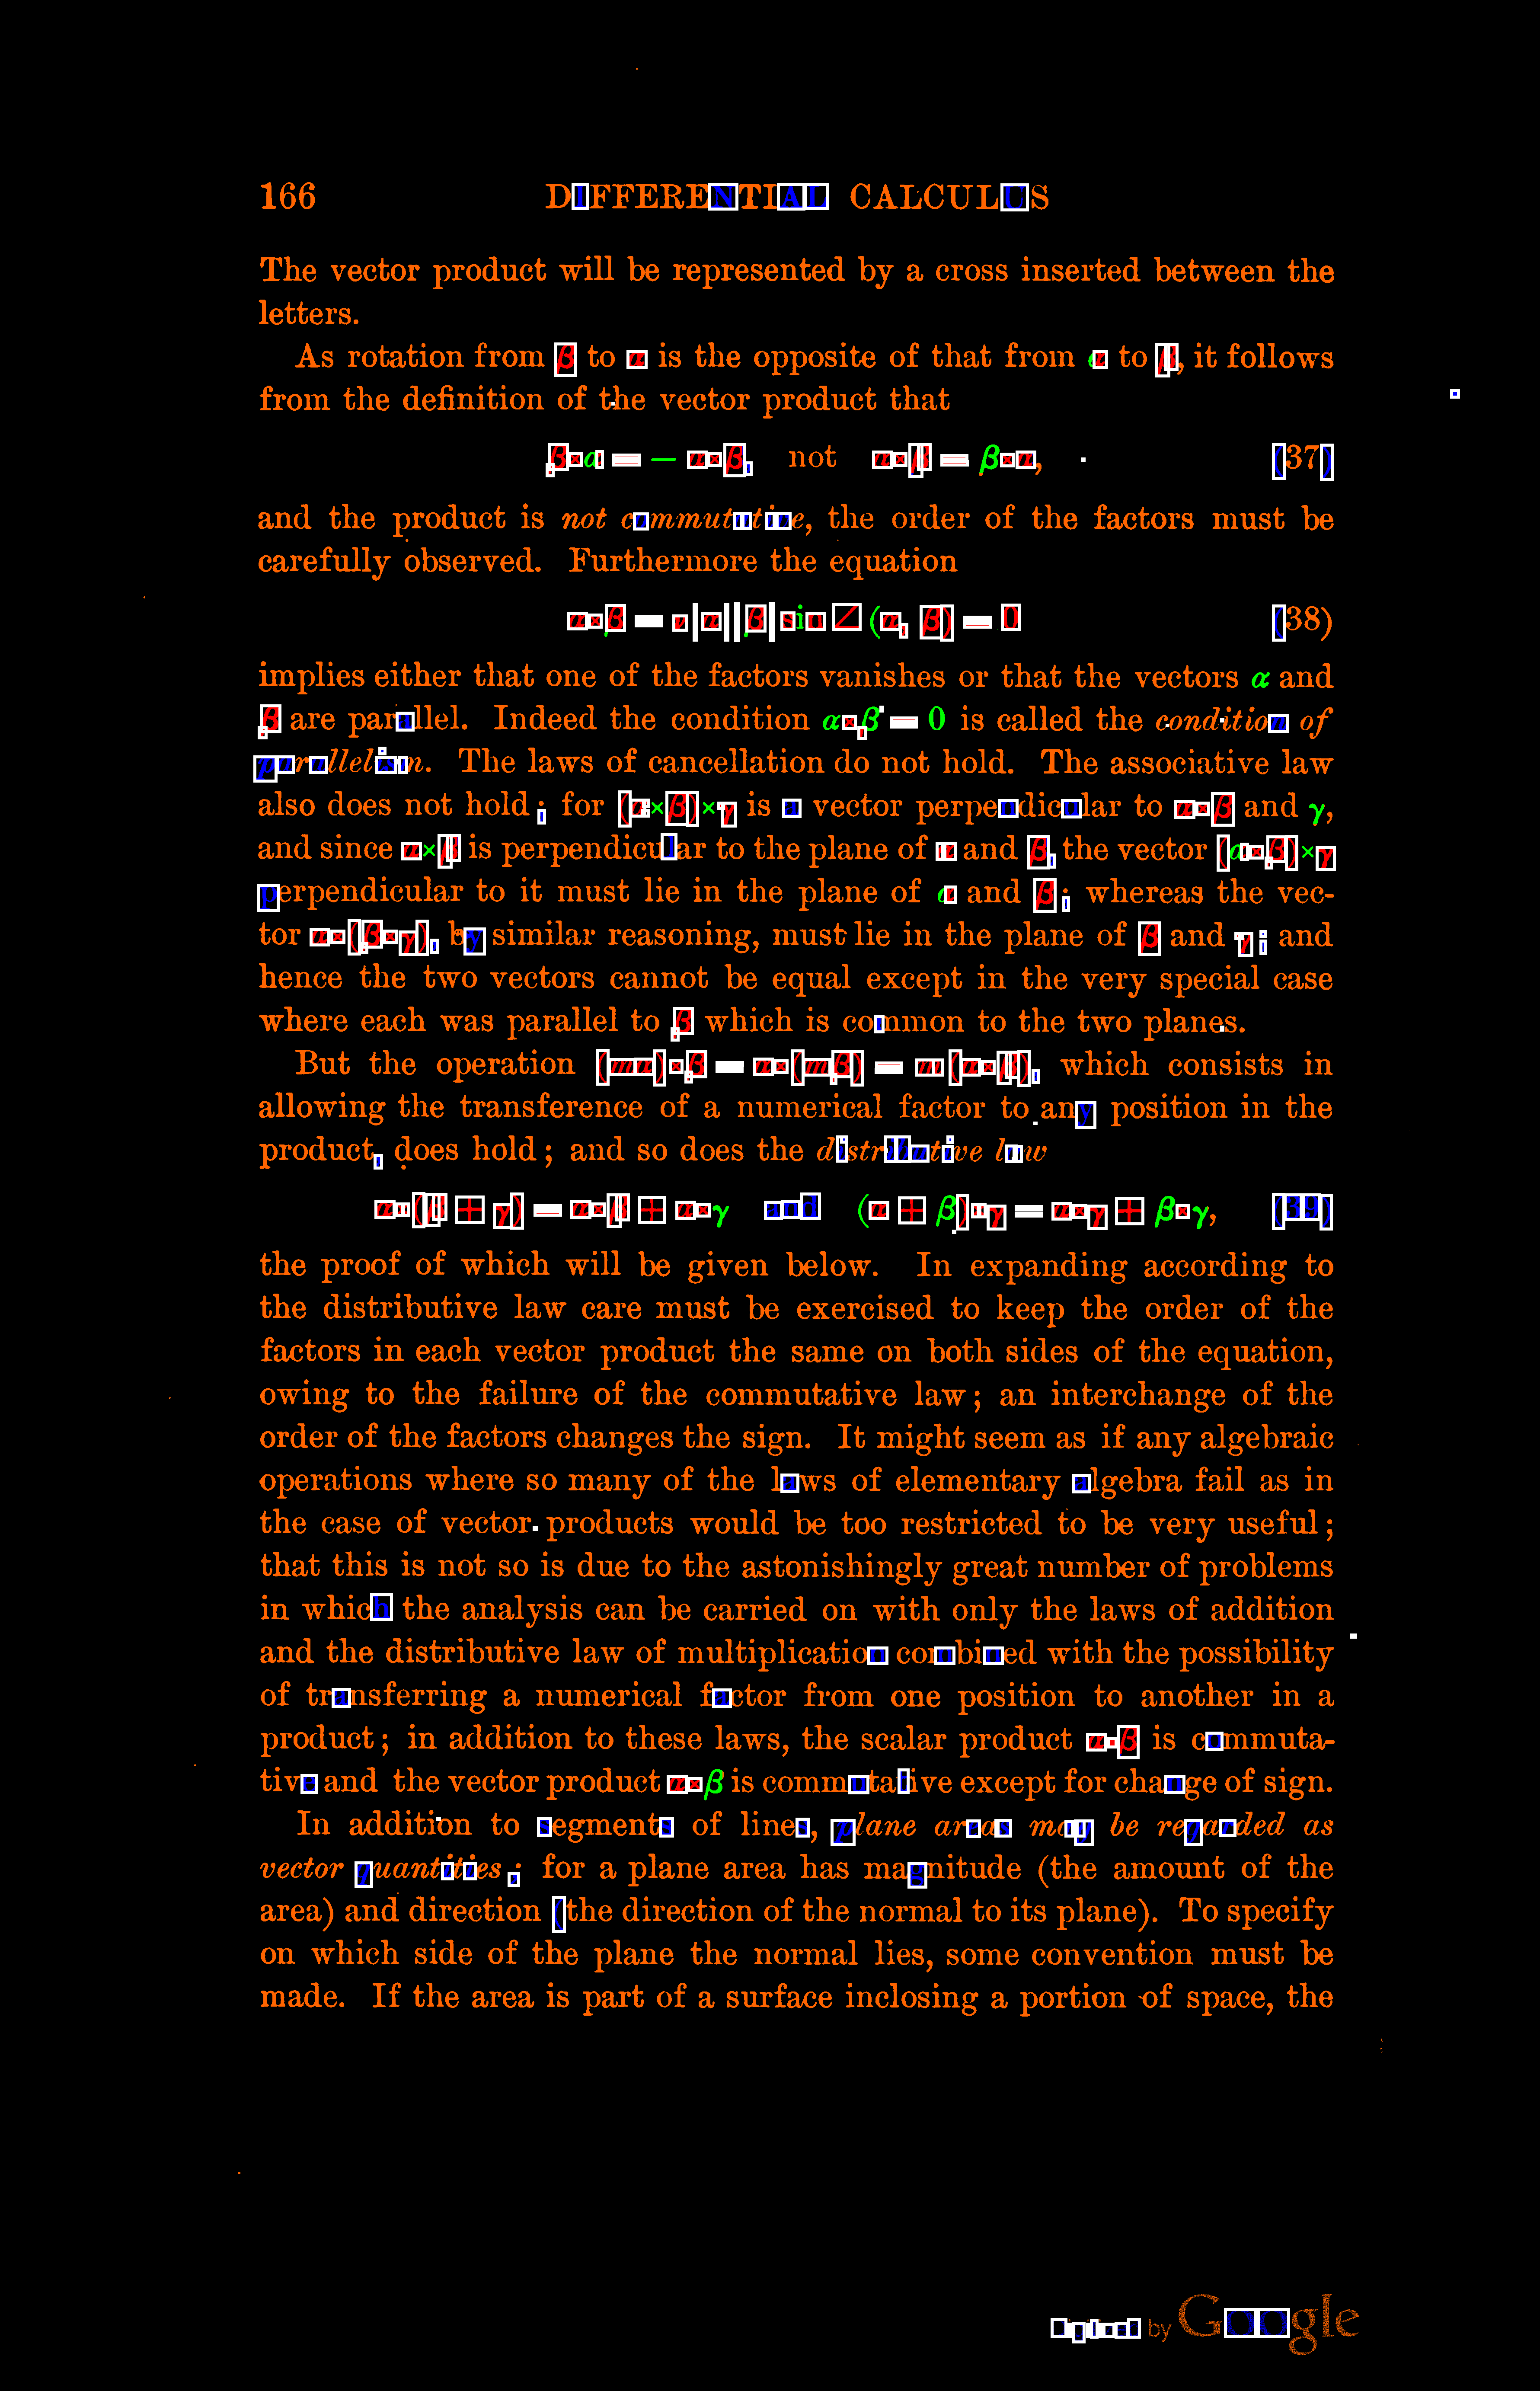 166 DIFFERENTIAL CALCULUS
The vector product will be represented by a cross inserted between the
letters.
As rotation from β to α is the opposite of that from α to β, it follows
from the definition of the vector product that
β×α = − α×β, not α×β = β×α, (37)
and the product is not commutative, the order of the factors must be
carefully observed. Furthermore the equation
α×β = ν|α||β| sin ∠ (α, β) = 0 (38)
implies either that one of the factors vanishes or that the vectors α and
β are parallel. Indeed the condition α×β = 0 is called the condition of
parallelism. The laws of cancellation do not hold. The associative law
also does not hold; for (α×β)×γ is a vector perpendicular to α×β and γ,
and since α×β is perpendicular to the plane of α and β, the vector (α×β)×γ
perpendicular to it must lie in the plane of α and β; whereas the vec-
tor α×(β×γ), by similar reasoning, must lie in the plane of β and γ; and
hence the two vectors cannot be equal except in the very special case
where each was parallel to β which is common to the two planes.
But the operation (mα)×β = α×(mβ) = m(α×β), which consists in
allowing the transference of a numerical factor to any position in the
product, does hold; and so does the distributive law
α×(β + γ) = α×β + α×γ and (α + β)×γ = α×γ + β×γ, (39)
the proof of which will be given below. In expanding according to
the distributive law care must be exercised to keep the order of the
factors in each vector product the same on both sides of the equation,
owing to the failure of the commutative law; an interchange of the
order of the factors changes the sign. It might seem as if any algebraic
operations where so many of the laws of elementary algebra fail as in
the case of vector products would be too restricted to be very useful;
that this is not so is due to the astonishingly great number of problems
in which the analysis can be carried on with only the laws of addition
and the distributive law of multiplication combined with the possibility
of transferring a numerical factor from one position to another in a
product; in addition to these laws, the scalar product α•β is commuta-
tive and the vector product α×β is commutative except for change of sign.
In addition to segments of lines, plane areas may be regarded as
vector quantities; for a plane area has magnitude (the amount of the
area) and direction (the direction of the normal to its plane). To specify
on which side of the plane the normal lies, some convention must be
made. If the area is part of a surface inclosing a portion of space, the
Digitized by Google